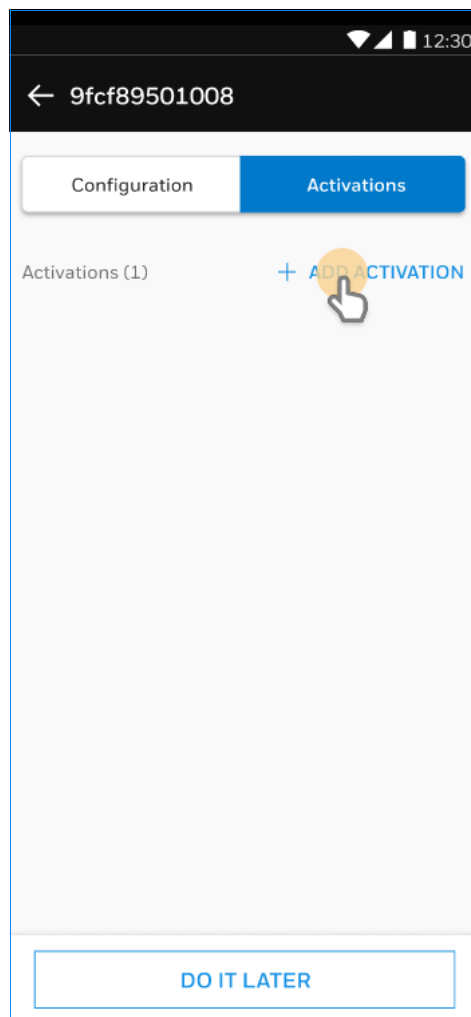 12:30
9fcf89501008
Configuration Activations
Activations (1) + ADD ACTIVATION
DO IT LATER